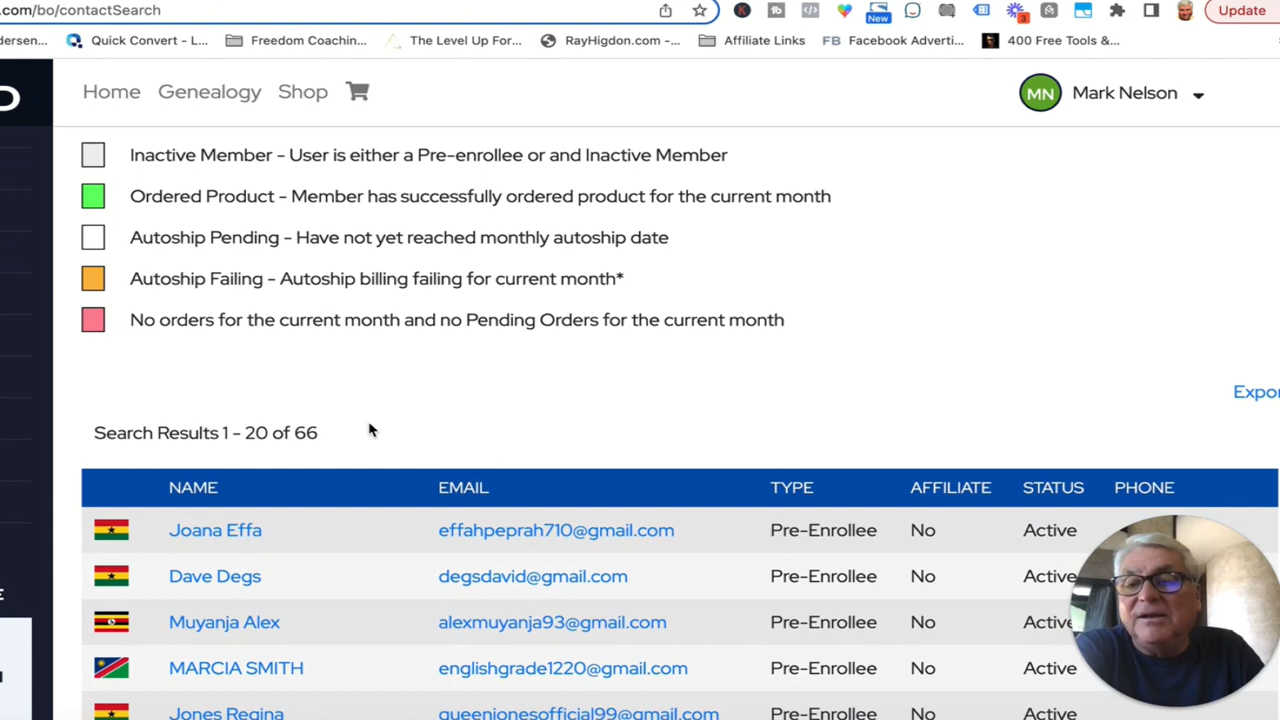 .com/bo/contactSearch
Update
New
3
dersen...
Quick Convert - L...
Freedom Coachin...
The Level Up For...
RayHigdon.com -...
Affiliate Links
FB Facebook Adverti...
400 Free Tools &...
Home Genealogy Shop
MN Mark Nelson
Inactive Member - User is either a Pre-enrollee or and Inactive Member
Ordered Product - Member has successfully ordered product for the current month
Autoship Pending - Have not yet reached monthly autoship date
Autoship Failing - Autoship billing failing for current month*
No orders for the current month and no Pending Orders for the current month
Expor
Search Results 1 - 20 of 66
NAME EMAIL TYPE AFFILIATE STATUS PHONE
Joana Effa effahpeprah710@gmail.com Pre-Enrollee No Active
Dave Degs degsdavid@gmail.com Pre-Enrollee No Active
Muyanja Alex alexmuyanja93@gmail.com Pre-Enrollee No Active
MARCIA SMITH englishgrade1220@gmail.com Pre-Enrollee No Active
Jones Regina queenjonesofficial99@gmail.com Pre-Enrollee No Active